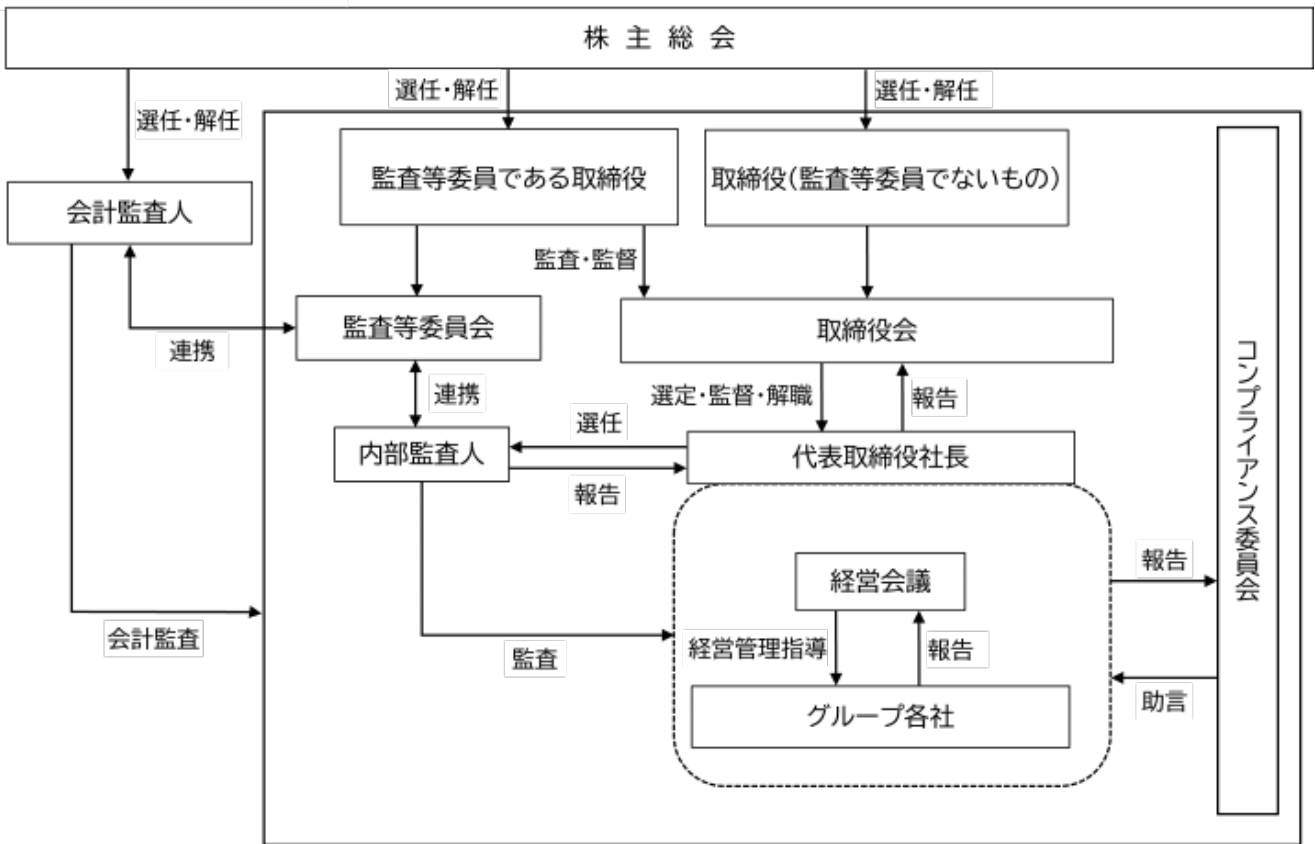 株主総会
選任・解任
選任・解任
選任・解任
監査等委員である取締役
取締役(監査等委員でないもの)
会計監査人
監査・監督
監査等委員会
取締役会
連携
連携
選定・監督・解職
報告
選任
内部監査人
代表取締役社長
報告
コンプライアンス委員会
経営会議
報告
会計監査
監査
経営管理指導
報告
グループ各社
助言